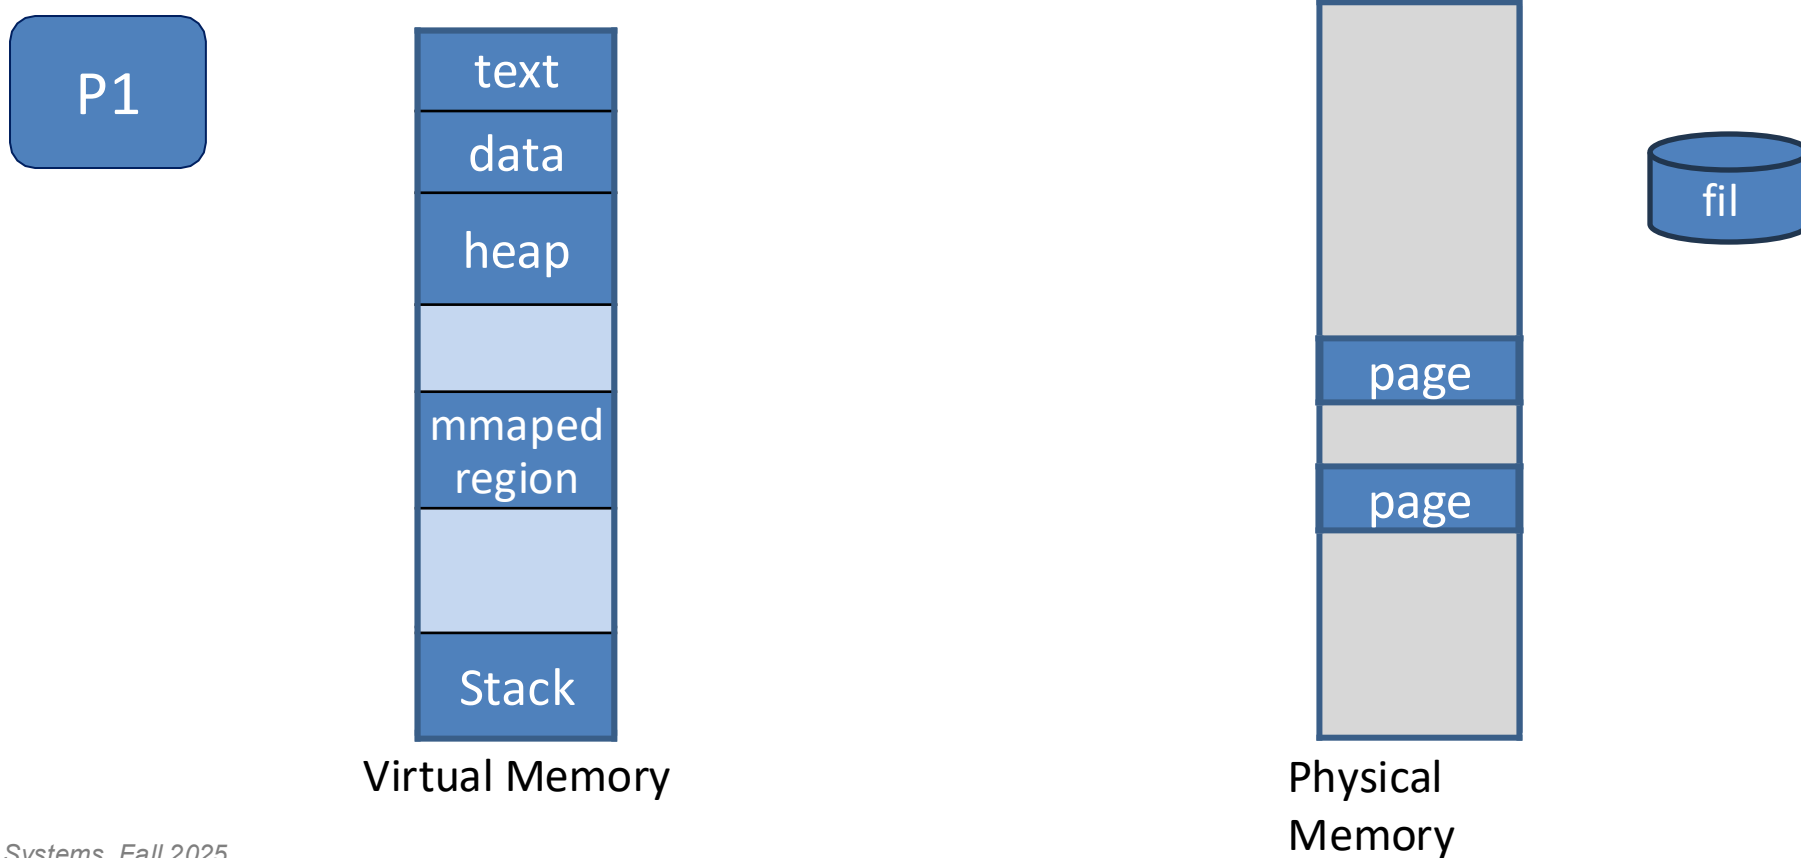 P1
text
data
heap
mmaped
region
Stack
Virtual Memory
page
page
Physical
Memory
fil
Systems, Fall 2025